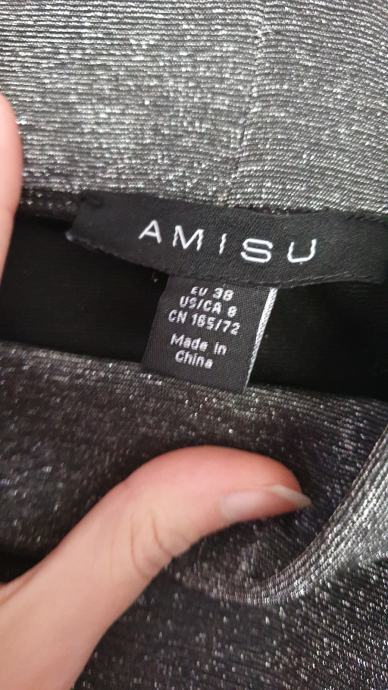 AMISU
EU 38
US/CA 8
CN 165/72
Made in
China